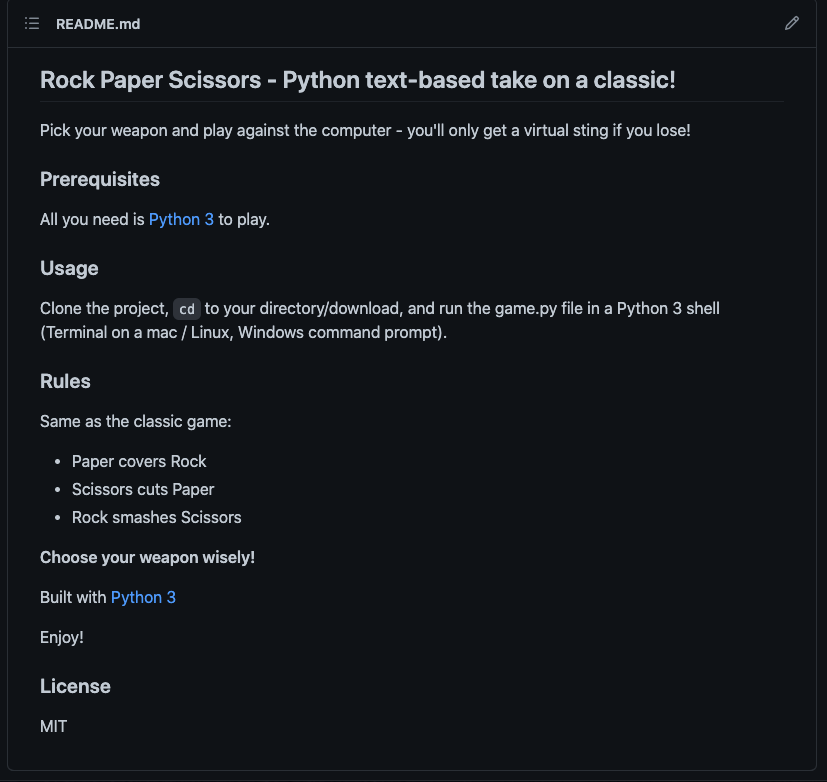 README.md
Rock Paper Scissors - Python text-based take on a classic!
Pick your weapon and play against the computer - you'll only get a virtual sting if you lose!
Prerequisites
All you need is Python 3 to play.
Usage
Clone the project, cd to your directory/download, and run the game.py file in a Python 3 shell
(Terminal on a mac / Linux, Windows command prompt).
Rules
Same as the classic game:
• Paper covers Rock
• Scissors cuts Paper
• Rock smashes Scissors
Choose your weapon wisely!
Built with Python 3
Enjoy!
License
MIT